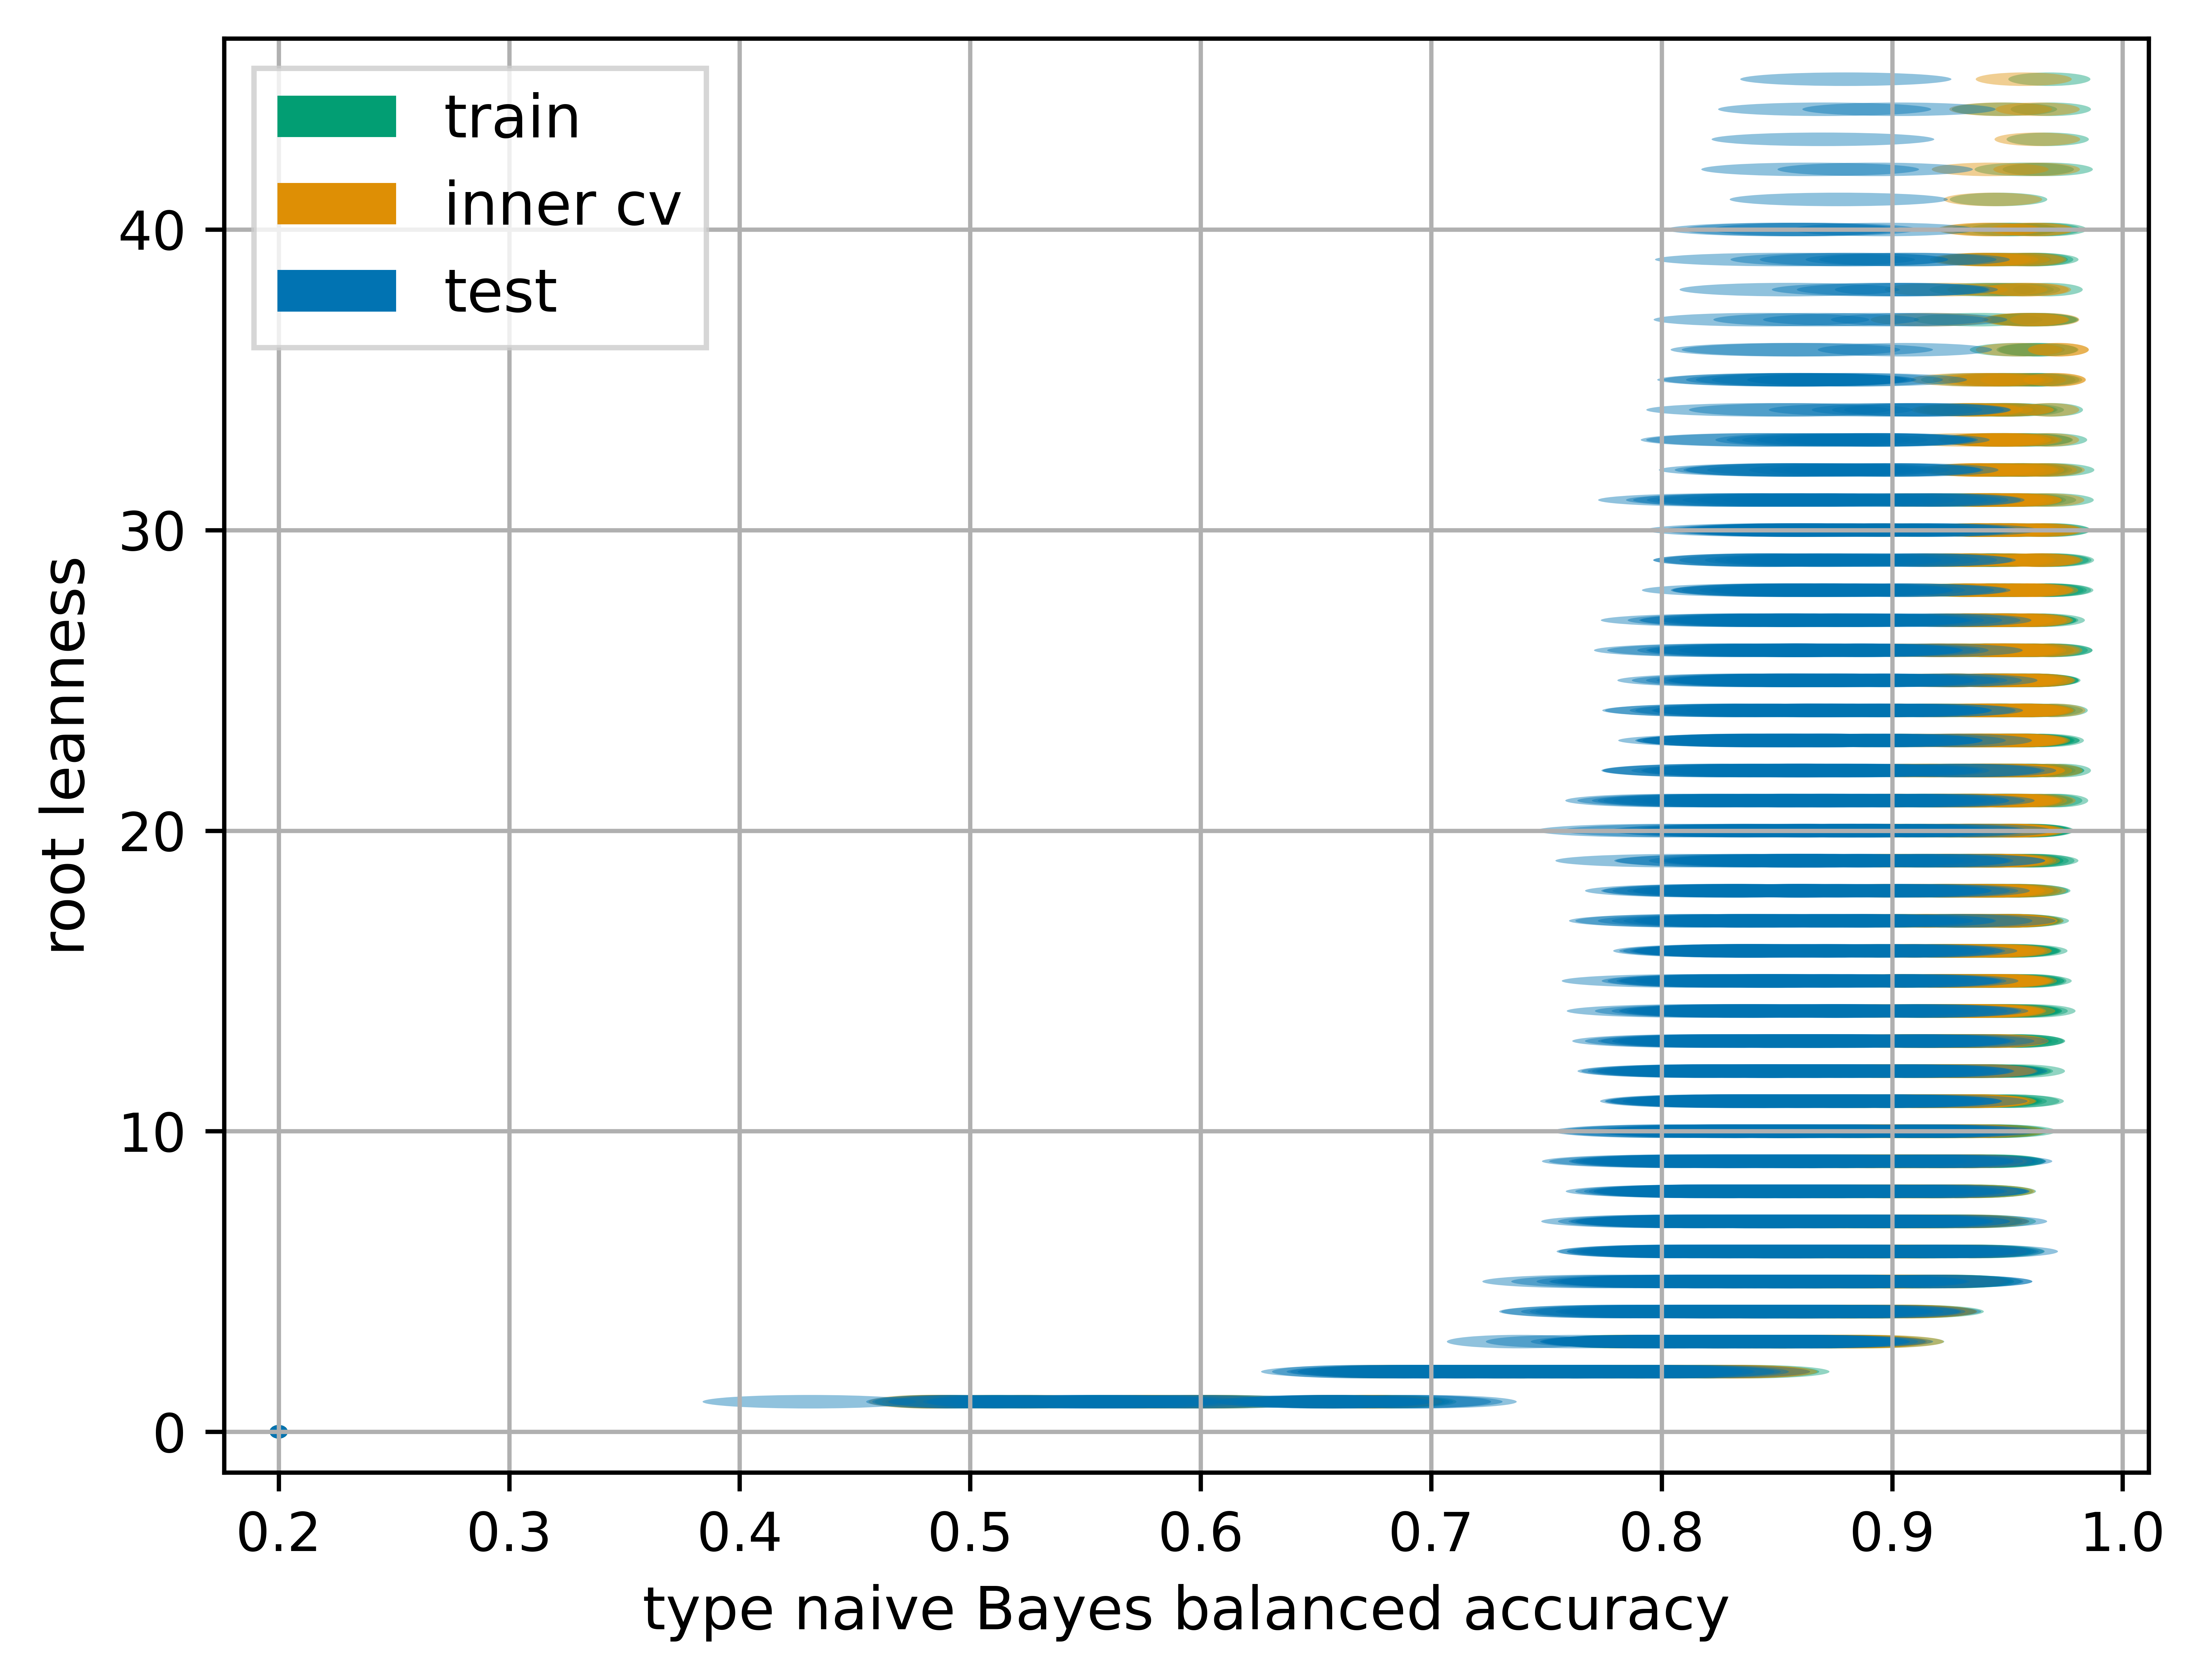 train
inner cv
test
40
30
20
10
0
root leanness
0.2 0.3 0.4 0.5 0.6 0.7 0.8 0.9 1.0
type naive Bayes balanced accuracy